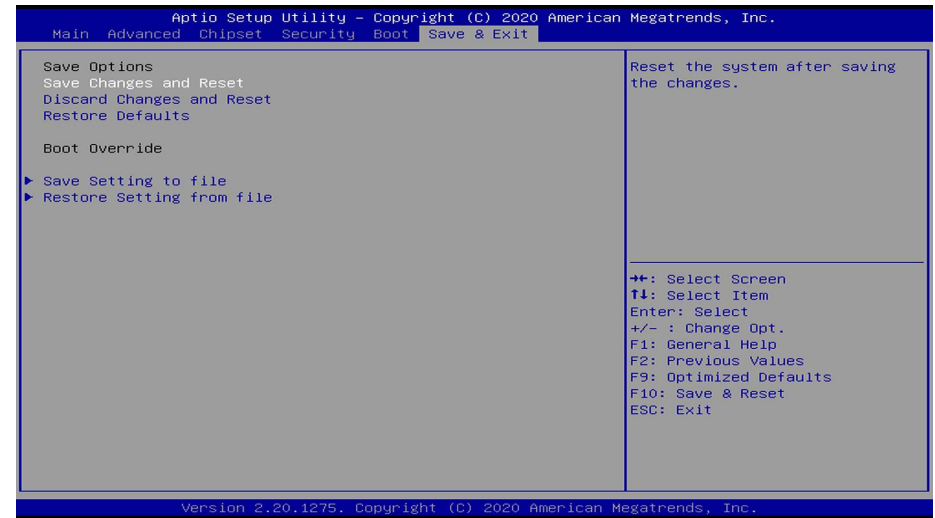 Aptio Setup Utility – Copyright (C) 2020 American Megatrends, Inc.
Main Advanced Chipset Security Boot Save & Exit
Save Options
Save Changes and Reset
Discard Changes and Reset
Restore Defaults
Boot Override
▶ Save Setting to file
▶ Restore Setting from file
Reset the system after saving
the changes.
→←: Select Screen
↑↓: Select Item
Enter: Select
+/- : Change Opt.
F1: General Help
F2: Previous Values
F9: Optimized Defaults
F10: Save & Reset
ESC: Exit
Version 2.20.1275. Copyright (C) 2020 American Megatrends, Inc.